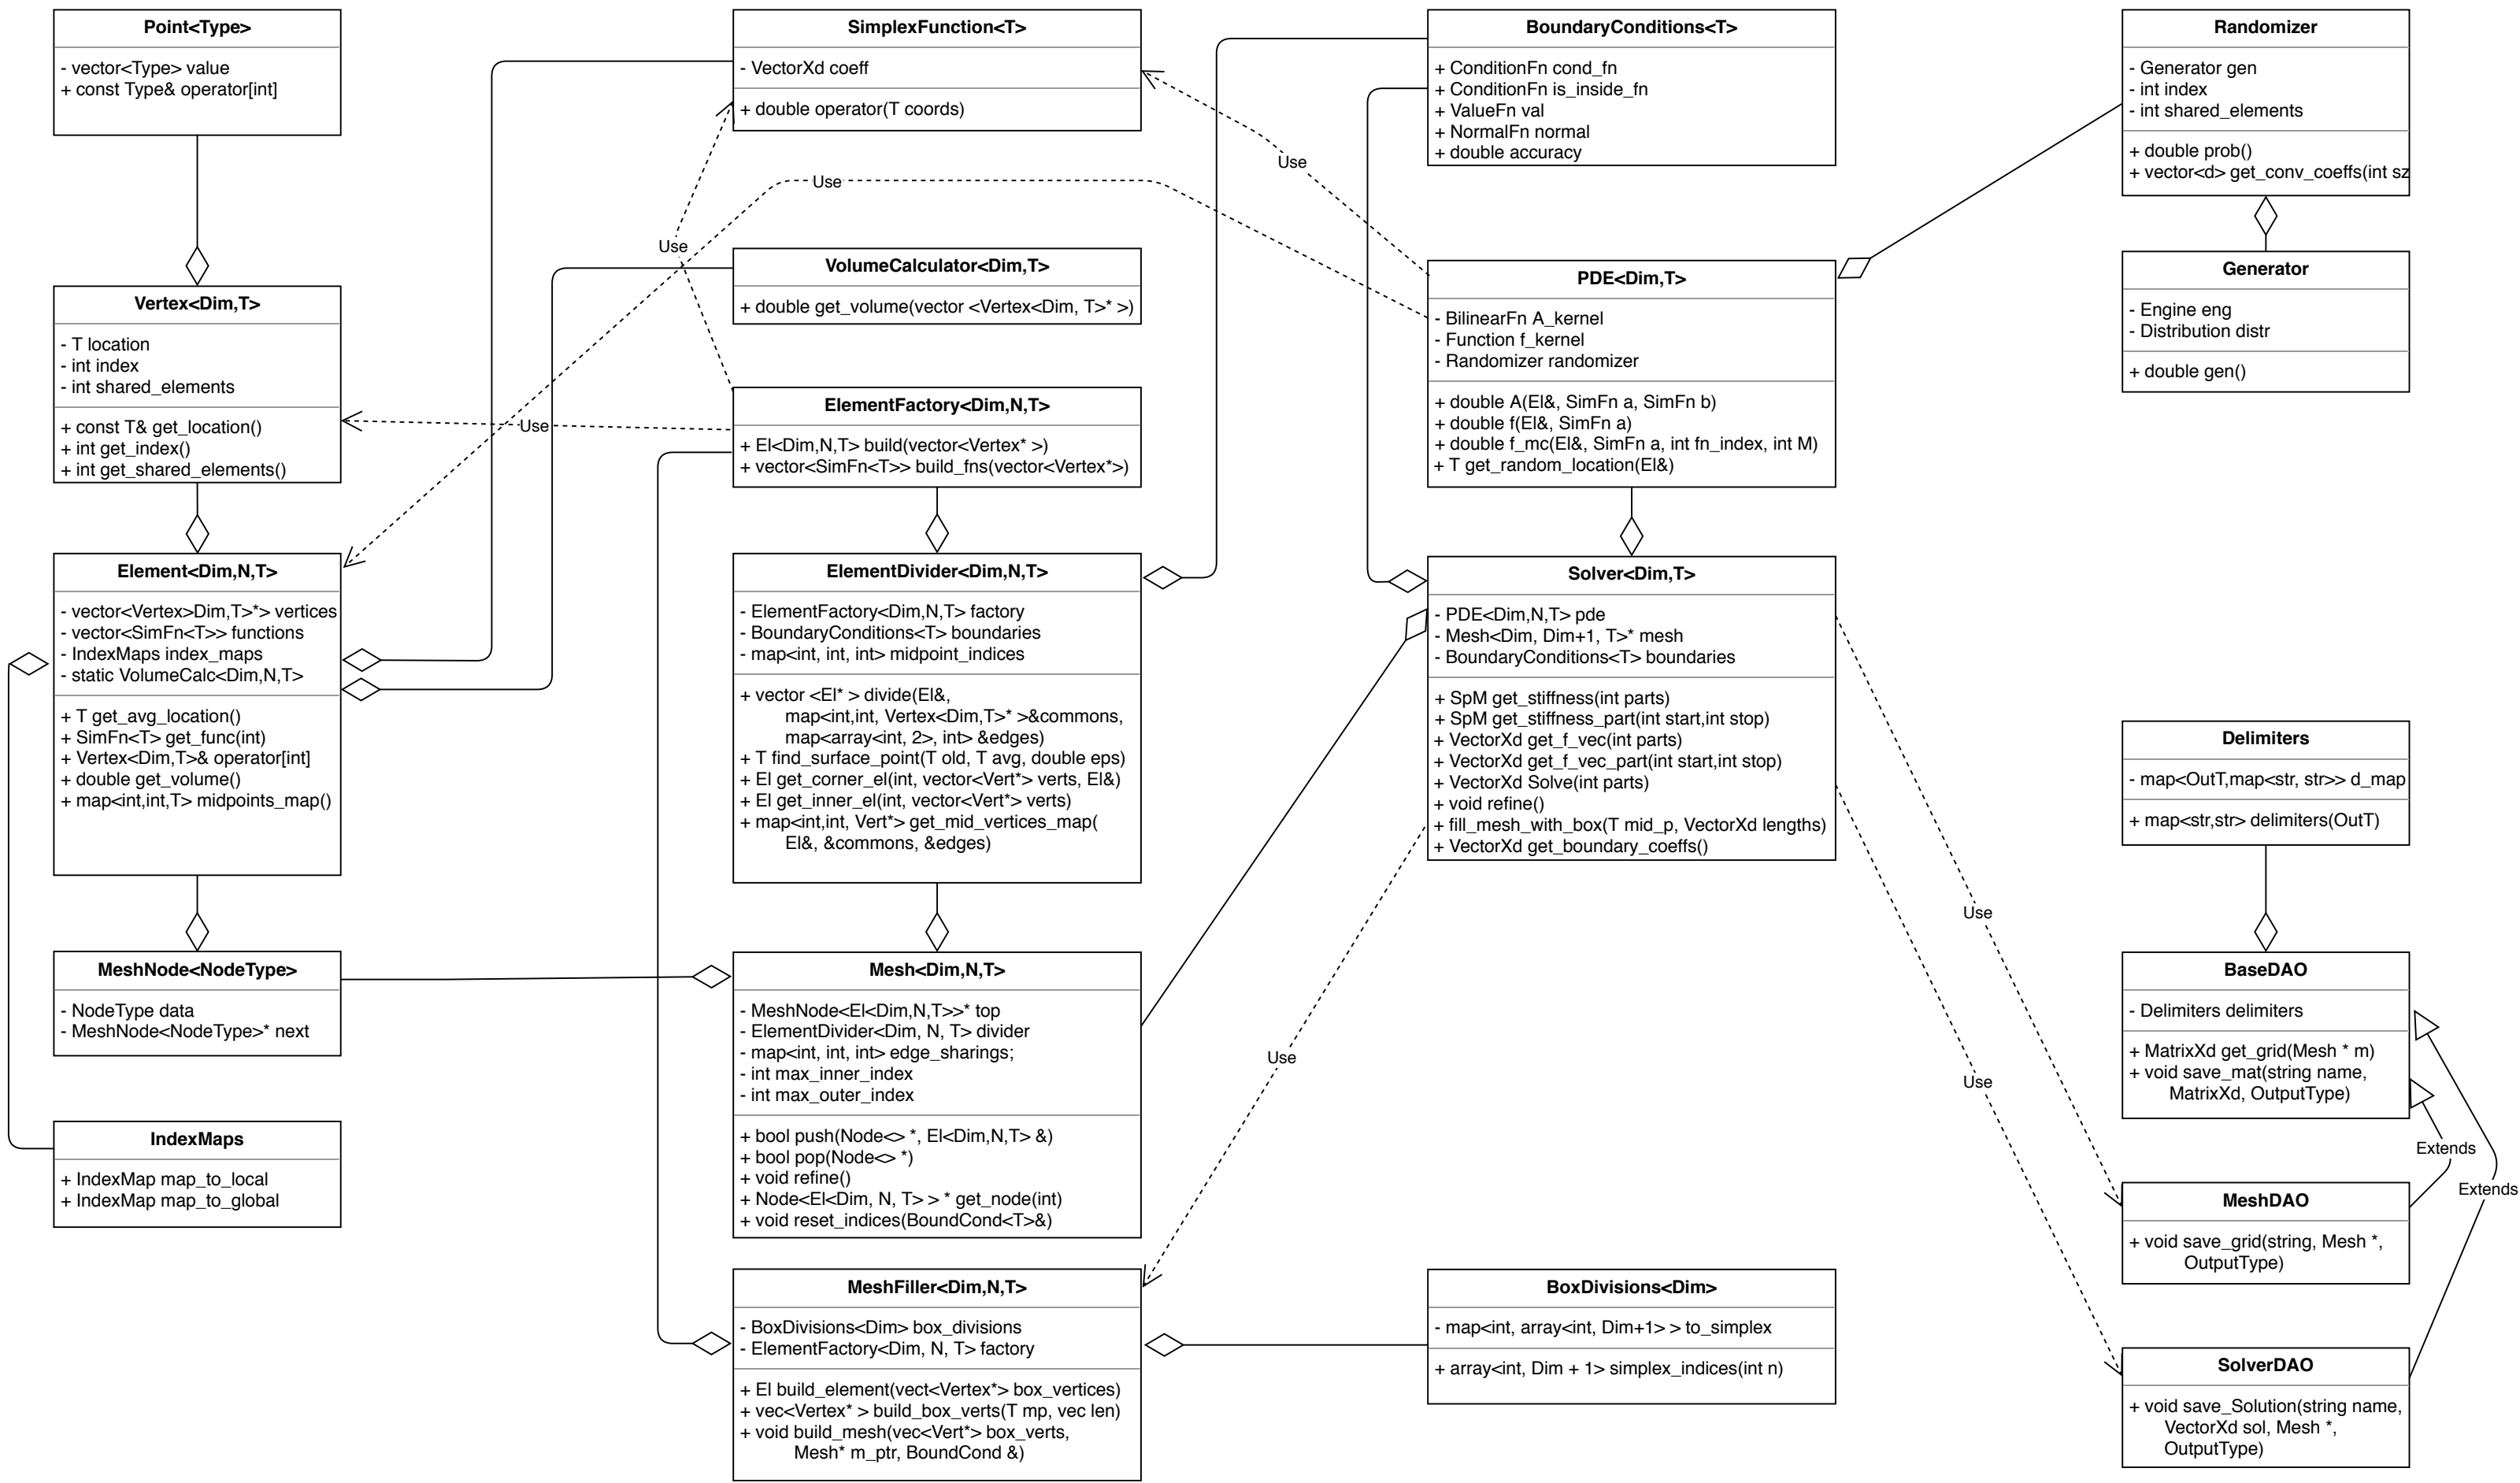 Point<Type>
- vector<Type> value
+ const Type& operator[int]
Vertex<Dim,T>
- T location
- int index
- int shared_elements
+ const T& get_location()
+ int get_index()
+ int get_shared_elements()
Element<Dim,N,T>
- vector<Vertex>Dim,T>*> vertices
- vector<SimFn<T>> functions
- IndexMaps index_maps
- static VolumeCalc<Dim,N,T>
+ T get_avg_location()
+ SimFn<T> get_func(int)
+ Vertex<Dim,T>& operator[int]
+ double get_volume()
+ map<int,int,T> midpoints_map()
MeshNode<NodeType>
- NodeType data
- MeshNode<NodeType>* next
IndexMaps
+ IndexMap map_to_local
+ IndexMap map_to_global
SimplexFunction<T>
- VectorXd coeff
+ double operator(T coords)
Use
Use
Use
VolumeCalculator<Dim,T>
+ double get_volume(vector <Vertex<Dim, T>* >)
ElementFactory<Dim,N,T>
+ El<Dim,N,T> build(vector<Vertex* >)
+ vector<SimFn<T>> build_fns(vector<Vertex*>)
ElementDivider<Dim,N,T>
- ElementFactory<Dim,N,T> factory
- BoundaryConditions<T> boundaries
- map<int, int, int> midpoint_indices
+ vector <El* > divide(El&,
map<int,int, Vertex<Dim,T>* >&commons,
map<array<int, 2>, int> &edges)
+ T find_surface_point(T old, T avg, double eps)
+ El get_corner_el(int, vector<Vert*> verts, El&)
+ El get_inner_el(int, vector<Vert*> verts)
+ map<int,int, Vert*> get_mid_vertices_map(
El&, &commons, &edges)
Mesh<Dim,N,T>
- MeshNode<El<Dim,N,T>>* top
- ElementDivider<Dim, N, T> divider
- map<int, int, int> edge_sharings;
- int max_inner_index
- int max_outer_index
+ bool push(Node<> *, El<Dim,N,T> &)
+ bool pop(Node<> *)
+ void refine()
+ Node<El<Dim, N, T> > * get_node(int)
+ void reset_indices(BoundCond<T>&)
MeshFiller<Dim,N,T>
- BoxDivisions<Dim> box_divisions
- ElementFactory<Dim, N, T> factory
+ El build_element(vect<Vertex*> box_vertices)
+ vec<Vertex* > build_box_verts(T mp, vec len)
+ void build_mesh(vec<Vert*> box_verts,
Mesh* m_ptr, BoundCond &)
BoundaryConditions<T>
+ ConditionFn cond_fn
+ ConditionFn is_inside_fn
+ ValueFn val
+ NormalFn normal
+ double accuracy
Use
PDE<Dim,T>
- BilinearFn A_kernel
- Function f_kernel
- Randomizer randomizer
+ double A(El&, SimFn a, SimFn b)
+ double f(El&, SimFn a)
+ double f_mc(El&, SimFn a, int fn_index, int M)
+ T get_random_location(El&)
Solver<Dim,T>
- PDE<Dim,N,T> pde
- Mesh<Dim, Dim+1, T>* mesh
- BoundaryConditions<T> boundaries
+ SpM get_stiffness(int parts)
+ SpM get_stiffness_part(int start,int stop)
+ VectorXd get_f_vec(int parts)
+ VectorXd get_f_vec_part(int start,int stop)
+ VectorXd Solve(int parts)
+ void refine()
+ fill_mesh_with_box(T mid_p, VectorXd lengths)
+ VectorXd get_boundary_coeffs()
Use
BoxDivisions<Dim>
- map<int, array<int, Dim+1> > to_simplex
+ array<int, Dim + 1> simplex_indices(int n)
Randomizer
- Generator gen
- int index
- int shared_elements
+ double prob()
+ vector<d> get_conv_coeffs(int sz
Generator
- Engine eng
- Distribution distr
+ double gen()
Delimiters
- map<OutT,map<str, str>> d_map
+ map<str,str> delimiters(OutT)
Use
Use
BaseDAO
- Delimiters delimiters
+ MatrixXd get_grid(Mesh * m)
+ void save_mat(string name,
MatrixXd, OutputType)
Extends
Extends
MeshDAO
+ void save_grid(string, Mesh *,
OutputType)
SolverDAO
+ void save_Solution(string name,
VectorXd sol, Mesh *,
OutputType)